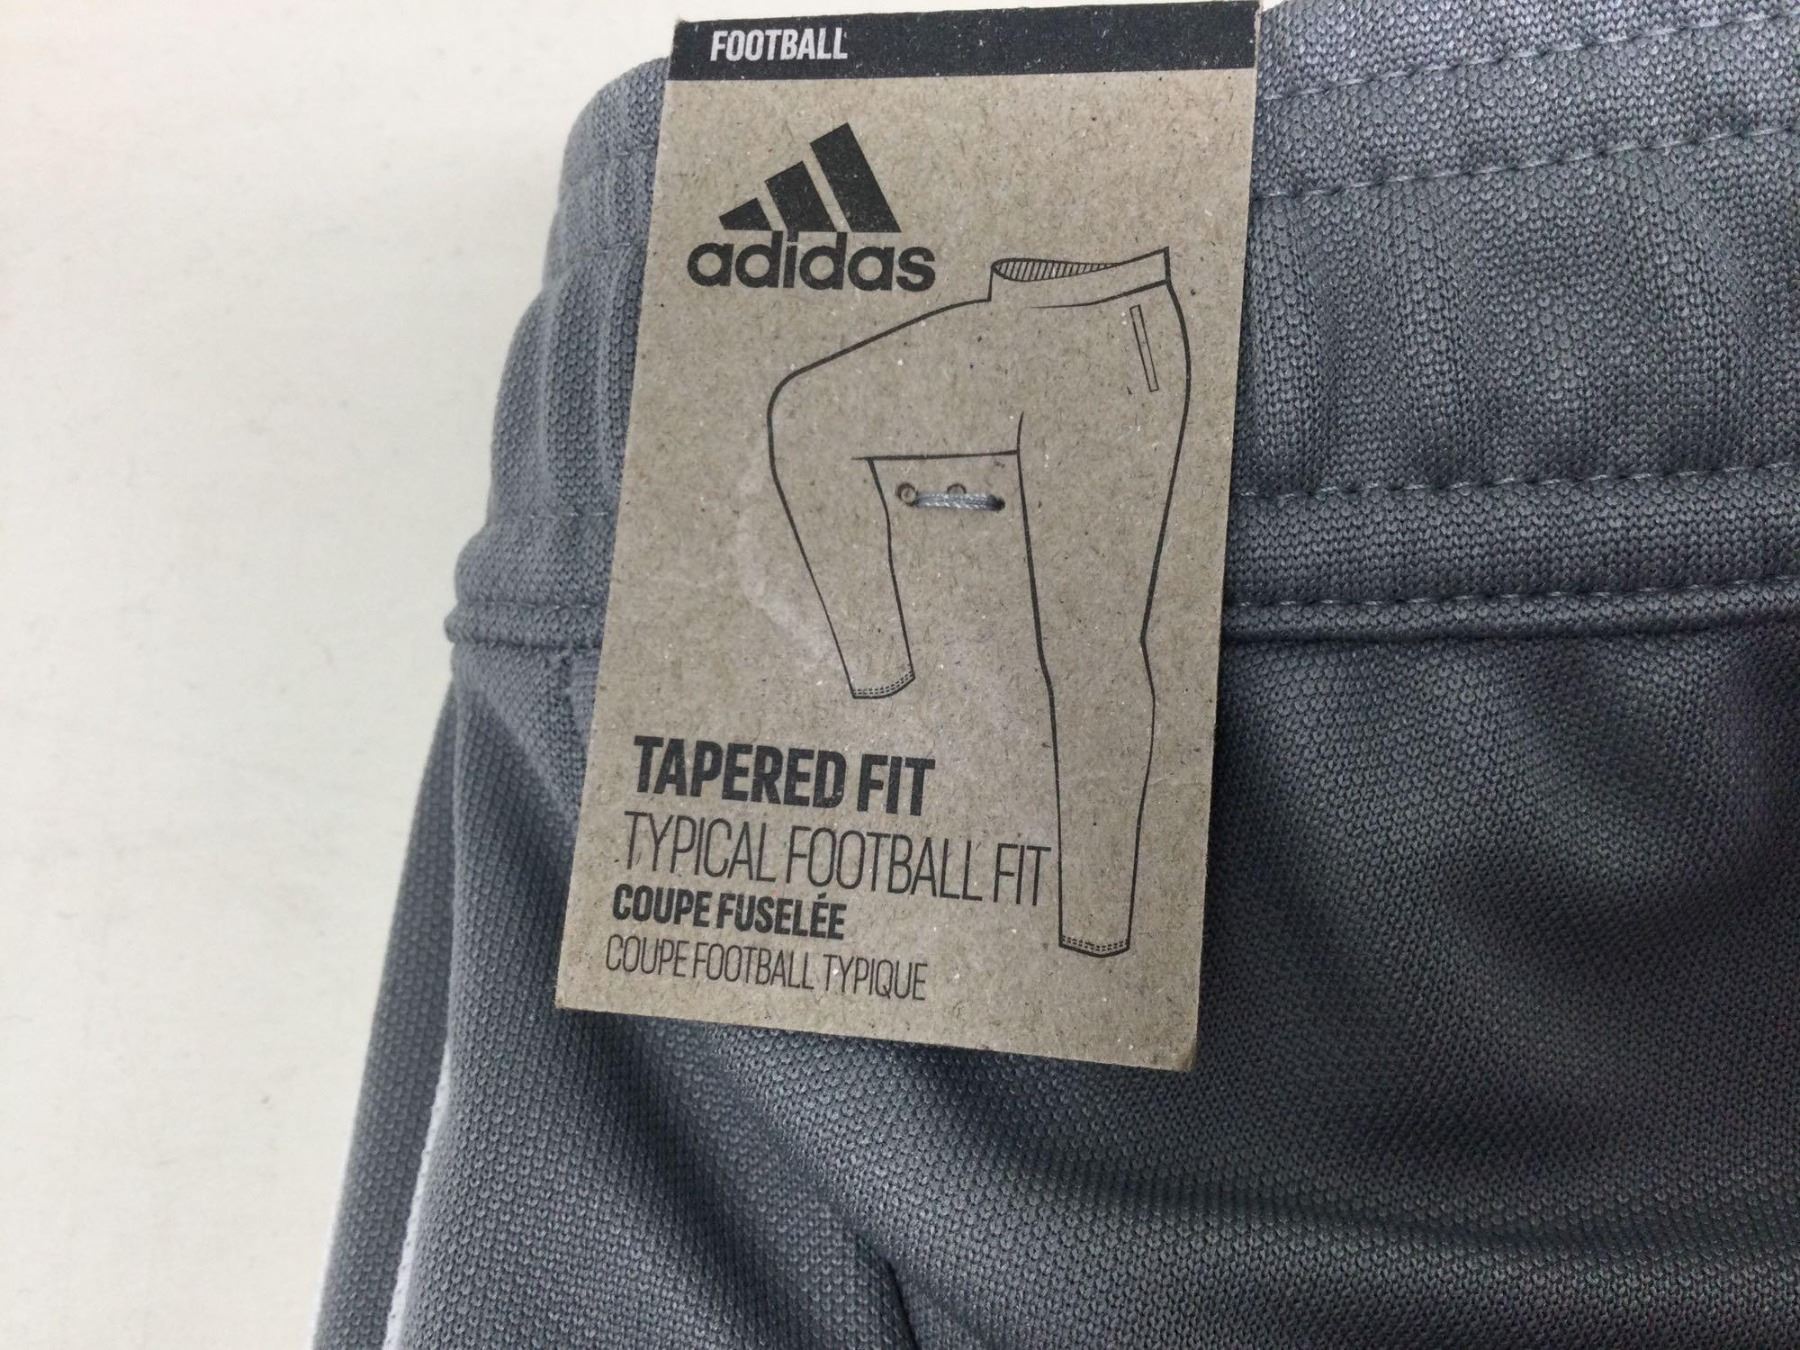 FOOTBALL
adidas
TAPERED FIT
TYPICAL FOOTBALL FIT
COUPE FUSELÉE
COUPE FOOTBALL TYPIQUE